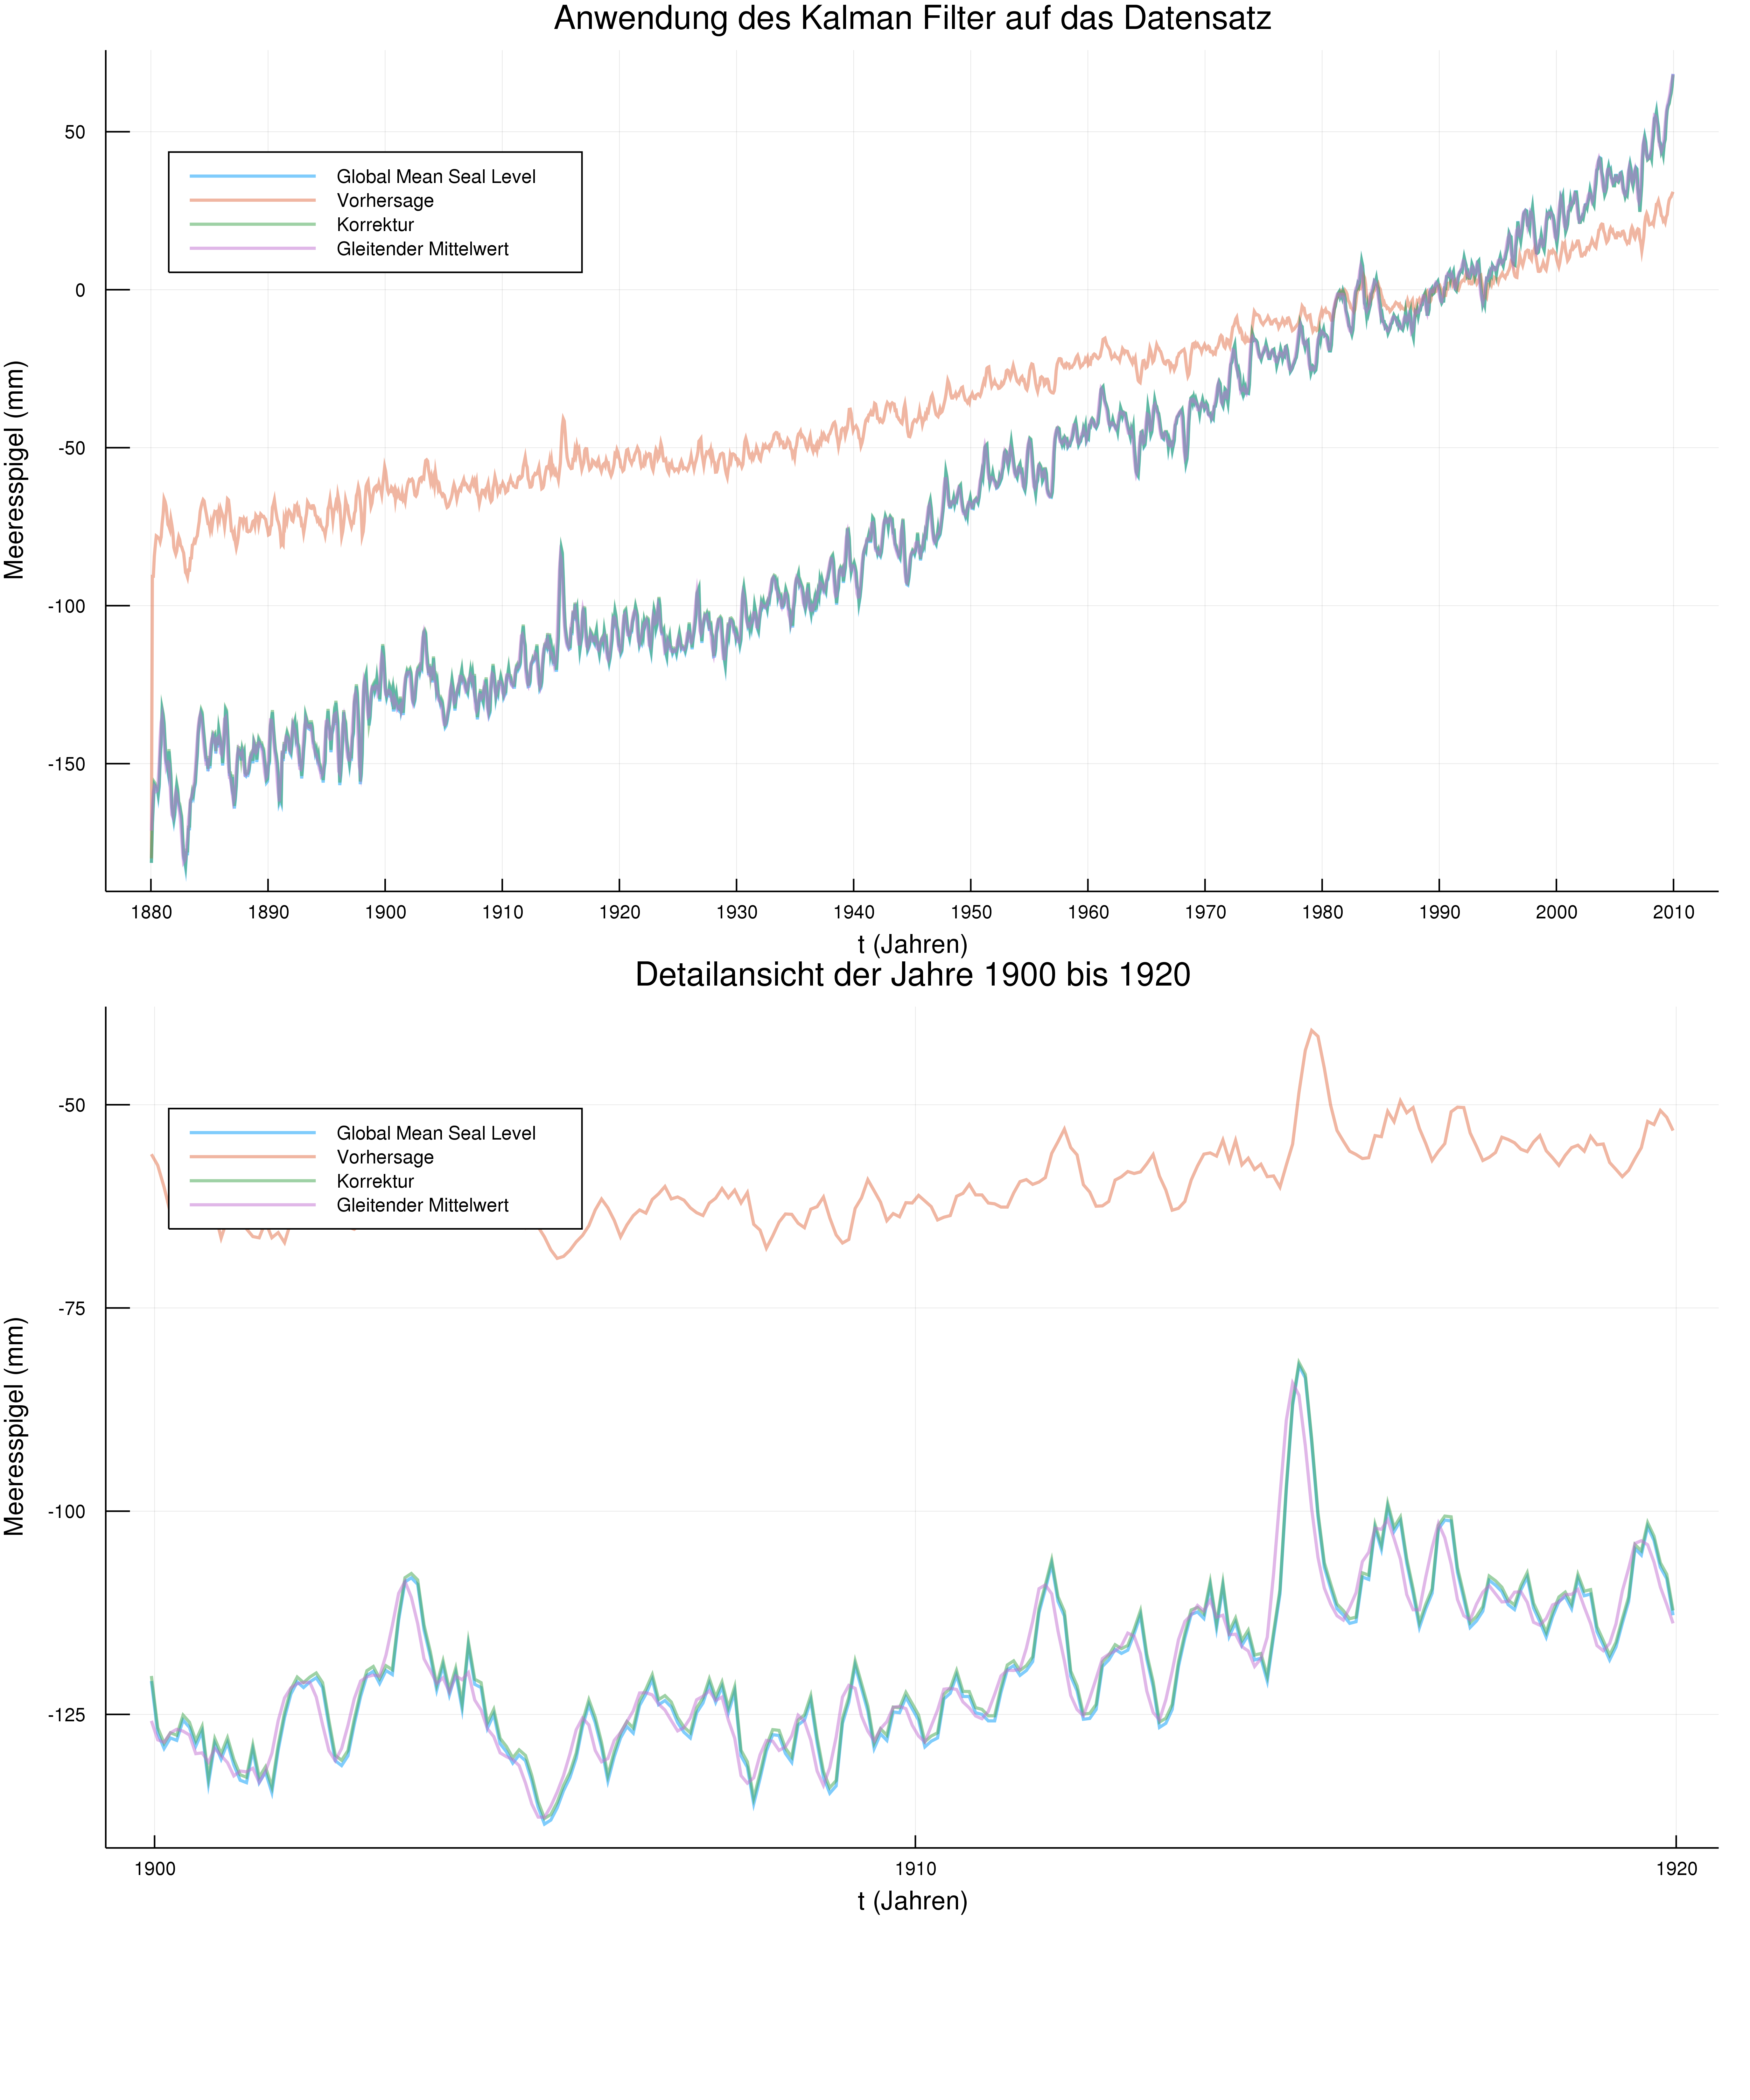 Anwendung des Kalman Filter auf das Datensatz
50
0
-50
-100
-150
Meeresspigel (mm)
Global Mean Seal Level
Vorhersage
Korrektur
Gleitender Mittelwert
1880 1890 1900 1910 1920 1930 1940 1950 1960 1970 1980 1990 2000 2010
t (Jahren)
Detailansicht der Jahre 1900 bis 1920
-50
-75
-100
-125
Meeresspigel (mm)
Global Mean Seal Level
Vorhersage
Korrektur
Gleitender Mittelwert
1900 1910 1920
t (Jahren)